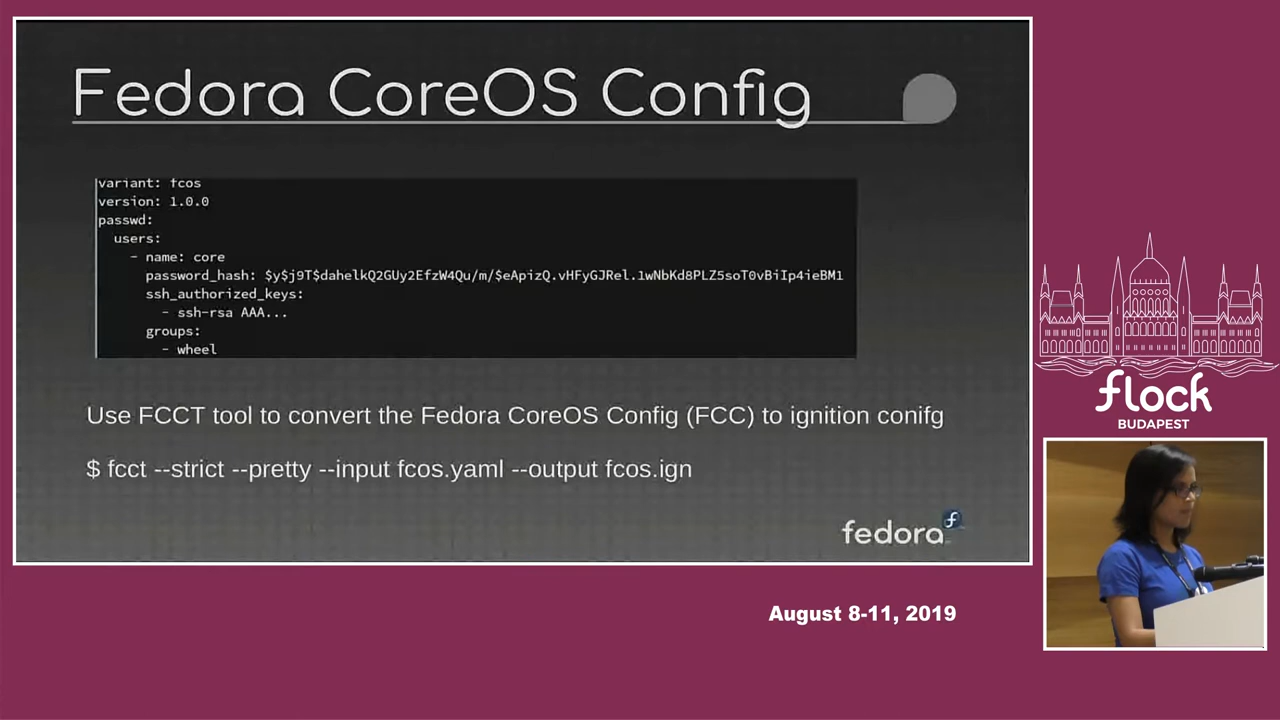 Fedora CoreOS Config
variant: fcos
version: 1.0.0
passwd:
users:
- name: core
password_hash: $y$j9T$dahelkQ2GUy2EfzW4Qu/m/$eApizQ.vHFyGJRel.1wNbKd8PLZ5soT0vBiIp4ieBM1
ssh_authorized_keys:
- ssh-rsa AAA...
groups:
- wheel
Use FCCT tool to convert the Fedora CoreOS Config (FCC) to ignition conifg
$ fcct --strict --pretty --input fcos.yaml --output fcos.ign
fedora
flock
BUDAPEST
August 8-11, 2019